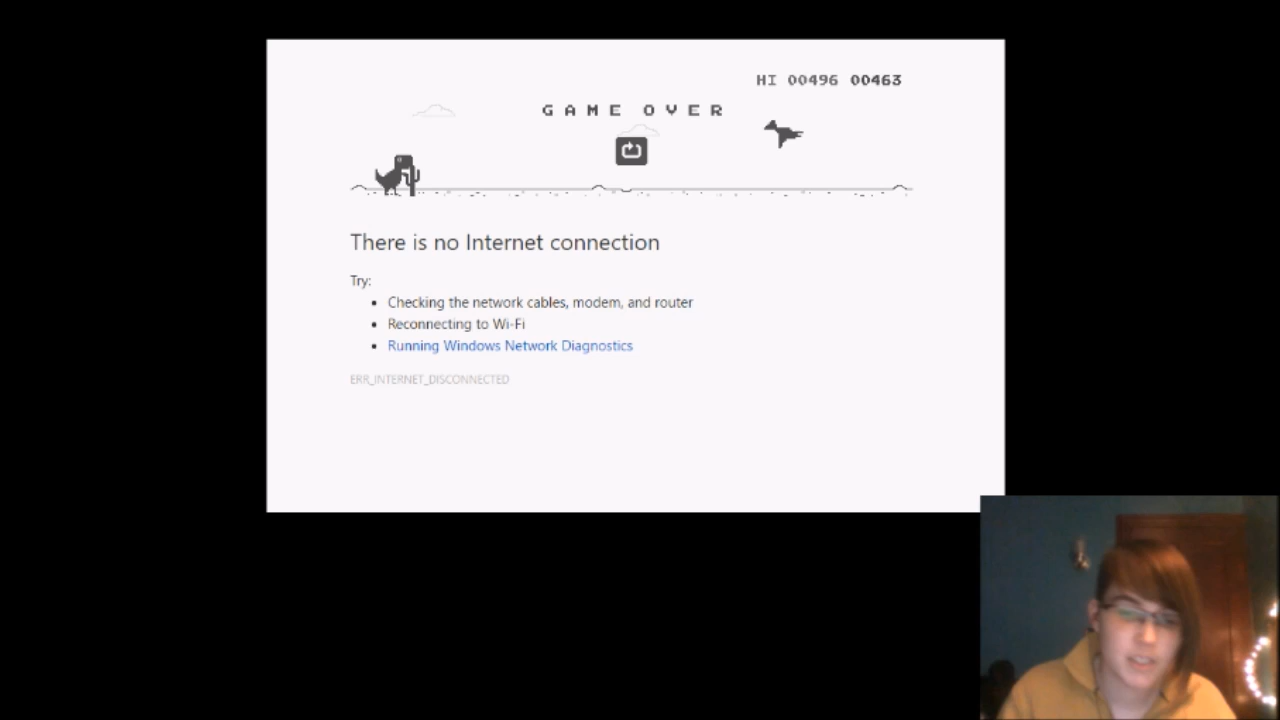 HI 00496 00463
GAME OVER
There is no Internet connection
Try:
Checking the network cables, modem, and router
Reconnecting to Wi-Fi
Running Windows Network Diagnostics
ERR_INTERNET_DISCONNECTED